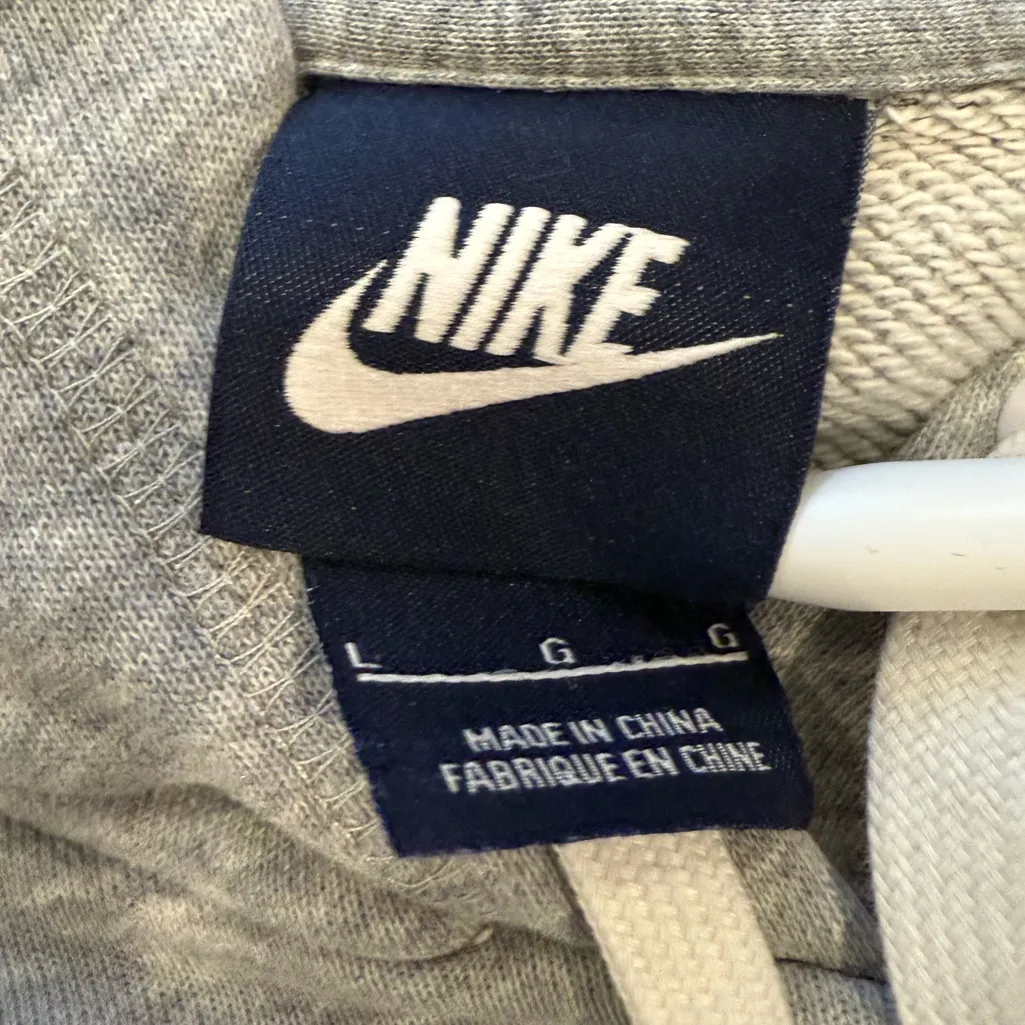 NIKE
L G G
MADE IN CHINA
FABRIQUE EN CHINE